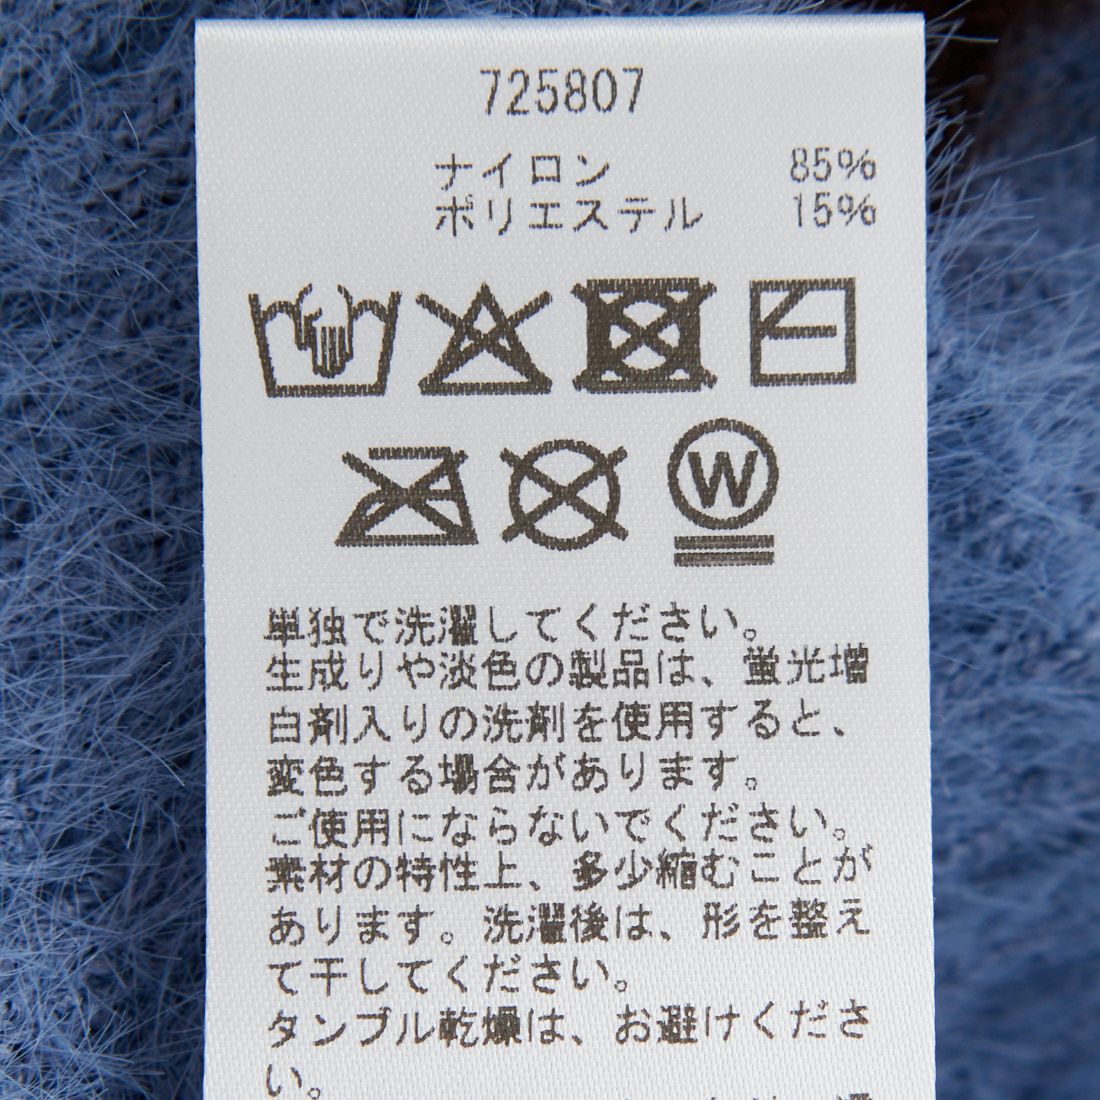 725807
ナイロン 85%
ポリエステル 15%
W
単独で洗濯してください。
生成りや淡色の製品は、蛍光増
白剤入りの洗剤を使用すると、
変色する場合があります。
ご使用にならないでください。
素材の特性上、多少縮むことが
あります。洗濯後は、形を整え
て干してください。
タンブル乾燥は、お避けくださ
い。